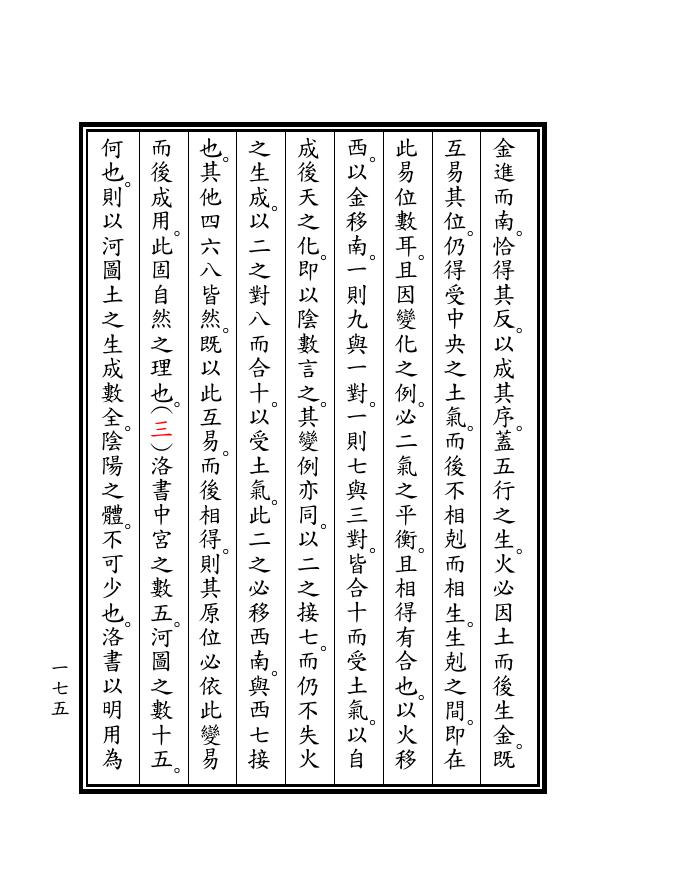 金進而南。恰得其反。以成其序。蓋五行之生。火必因土而後生金。既
互易其位。仍得受中央之土氣。而後不相剋而相生。生剋之間。即在
此易位數耳。且因變化之例。必二氣之平衡。且相得有合也。以火移
西。以金移南。一則九與一對。一則七與三對。皆合十而受土氣。以自
成後天之化。即以陰數言之。其變例亦同。以二之接七。而仍不失火
之生成。以二之對八而合十。以受土氣。此二之必移西南。與西七接
也。其他四六八皆然。既以此互易。而後相得。則其原位必依此變易
而後成用。此固自然之理也。(三)洛書中宮之數五。河圖之數十五。
何也。則以河圖土之生成數全。陰陽之體。不可少也。洛書以明用為
一七五